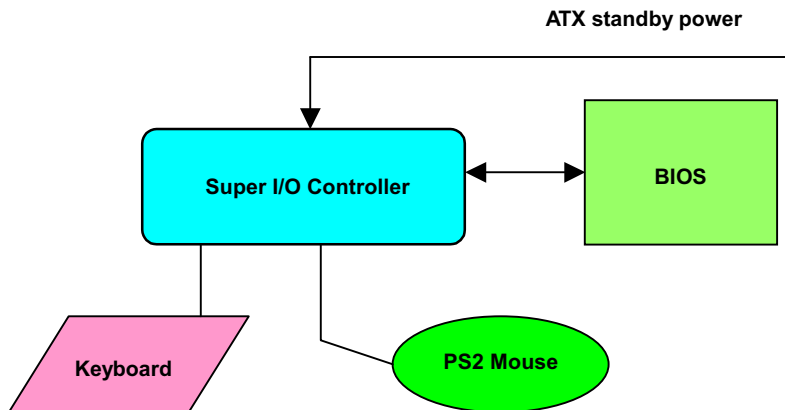 ATX standby power
Super I/O Controller
BIOS
Keyboard
PS2 Mouse